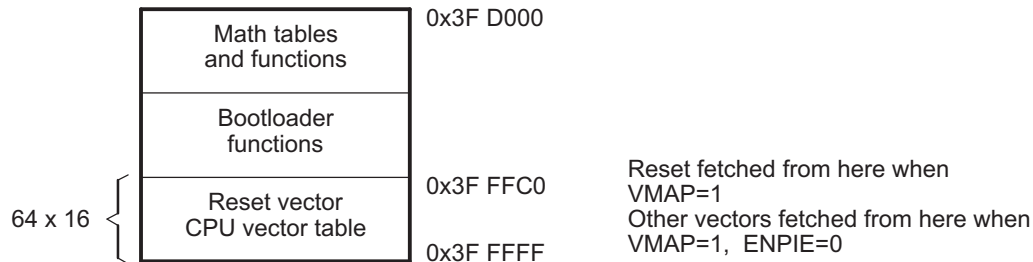 0x3F D000
Math tables
and functions
Bootloader
functions
0x3F FFC0
Reset fetched from here when
VMAP=1
Other vectors fetched from here when
VMAP=1, ENPIE=0
64 x 16
Reset vector
CPU vector table
0x3F FFFF